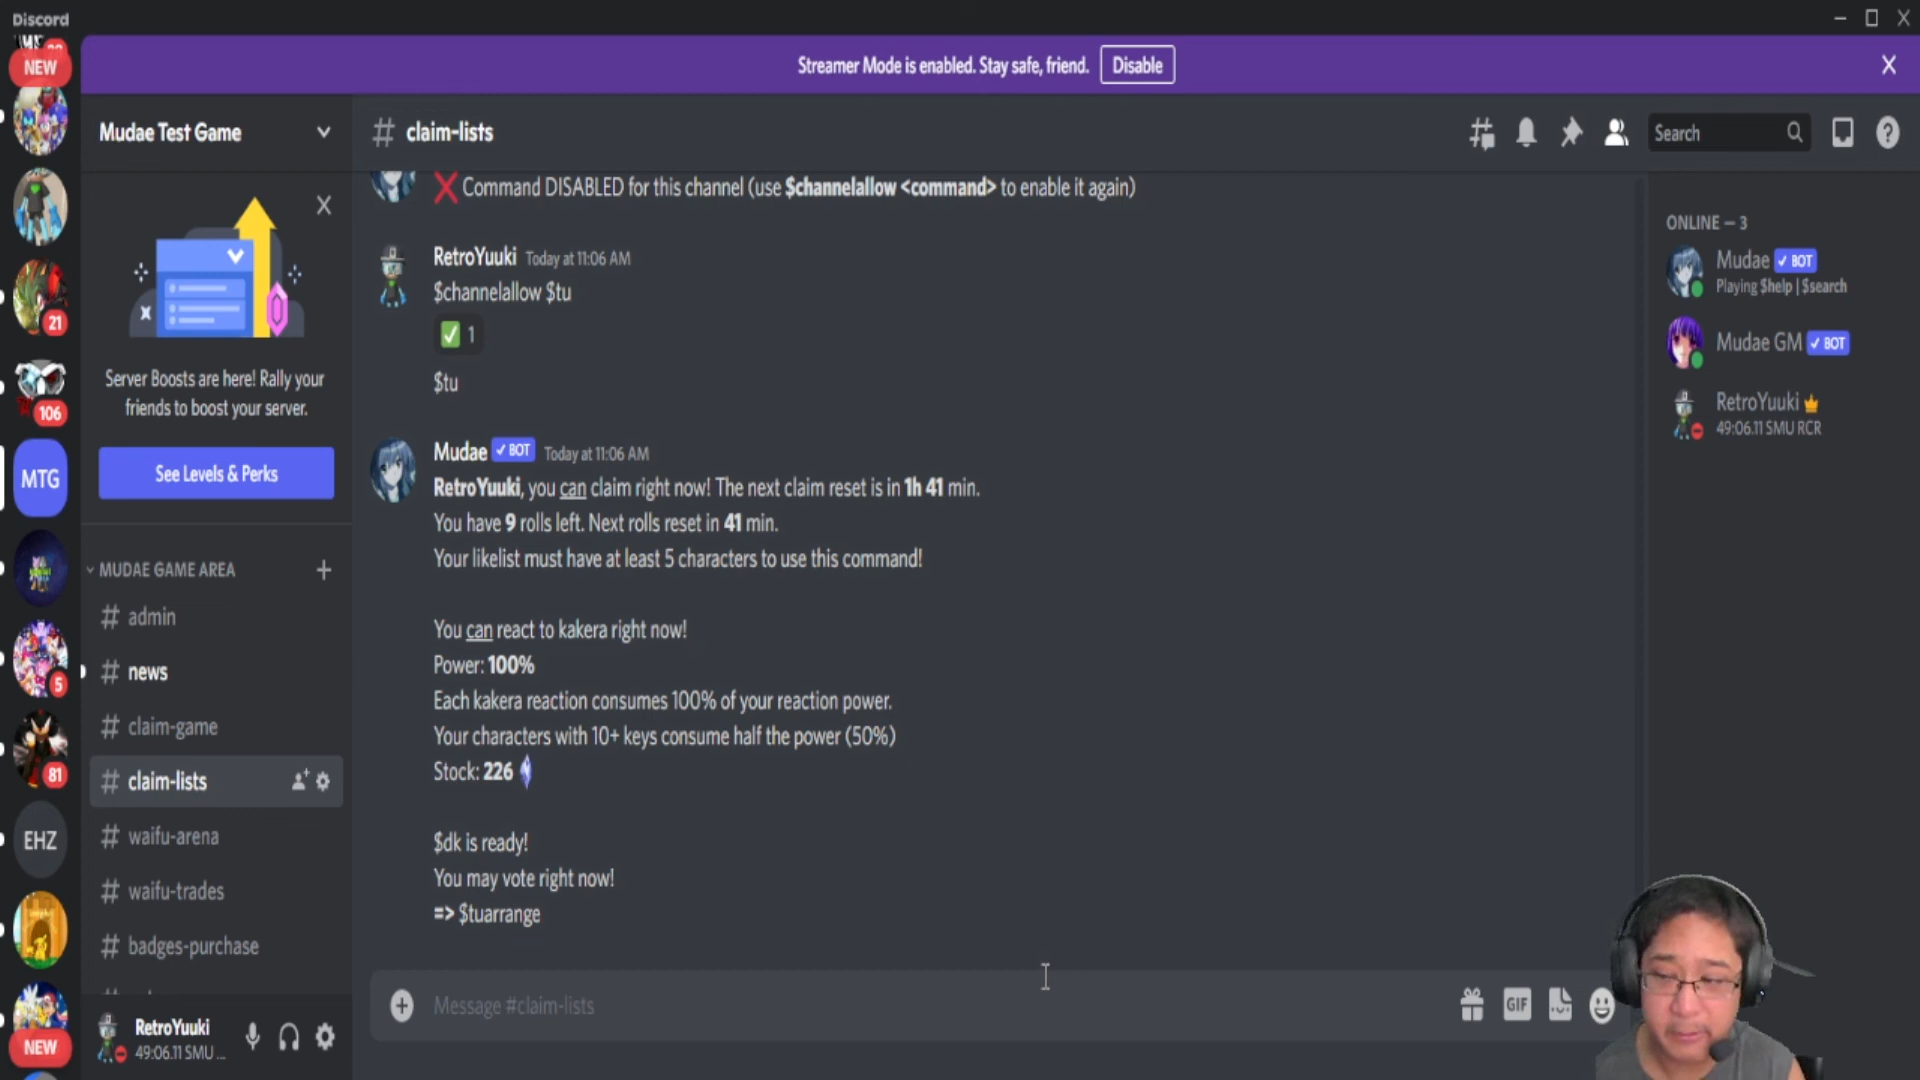 Discord
NEW
Streamer Mode is enabled. Stay safe, friend.
Disable
Mudae Test Game
claim-lists
Search
Command DISABLED for this channel (use $channelallow <command> to enable it again)
RetroYuuki Today at 11:06 AM
$channelallow $tu
1
$tu
Mudae BOT Today at 11:06 AM
RetroYuuki, you can claim right now! The next claim reset is in 1h 41 min.
You have 9 rolls left. Next rolls reset in 41 min.
Your likelist must have at least 5 characters to use this command!
You can react to kakera right now!
Power: 100%
Each kakera reaction consumes 100% of your reaction power.
Your characters with 10+ keys consume half the power (50%)
Stock: 226
$dk is ready!
You may vote right now!
=> $tuarrange
Message #claim-lists
GIF
Server Boosts are here! Rally your
friends to boost your server.
See Levels & Perks
MUDAE GAME AREA
# admin
# news
# claim-game
# claim-lists
# waifu-arena
# waifu-trades
# badges-purchase
RetroYuuki
49:06.11 SMU ...
21
106
MTG
5
81
EHZ
NEW
ONLINE — 3
Mudae BOT
Playing $help | $search
Mudae GM BOT
RetroYuuki
49:06.11 SMU RCR